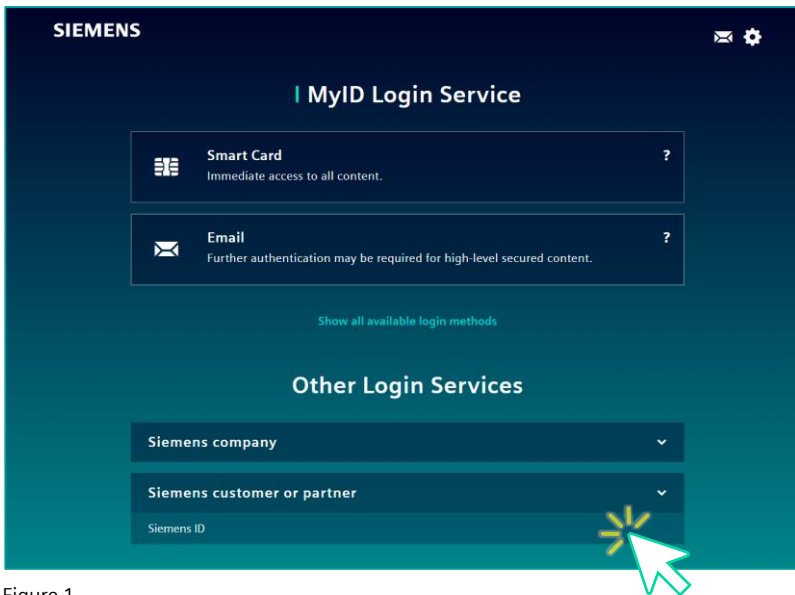 SIEMENS
MyID Login Service
Smart Card
?
Immediate access to all content.
Email
?
Further authentication may be required for high-level secured content.
Show all available login methods
Other Login Services
Siemens company
Siemens customer or partner
Siemens ID
Figure 1